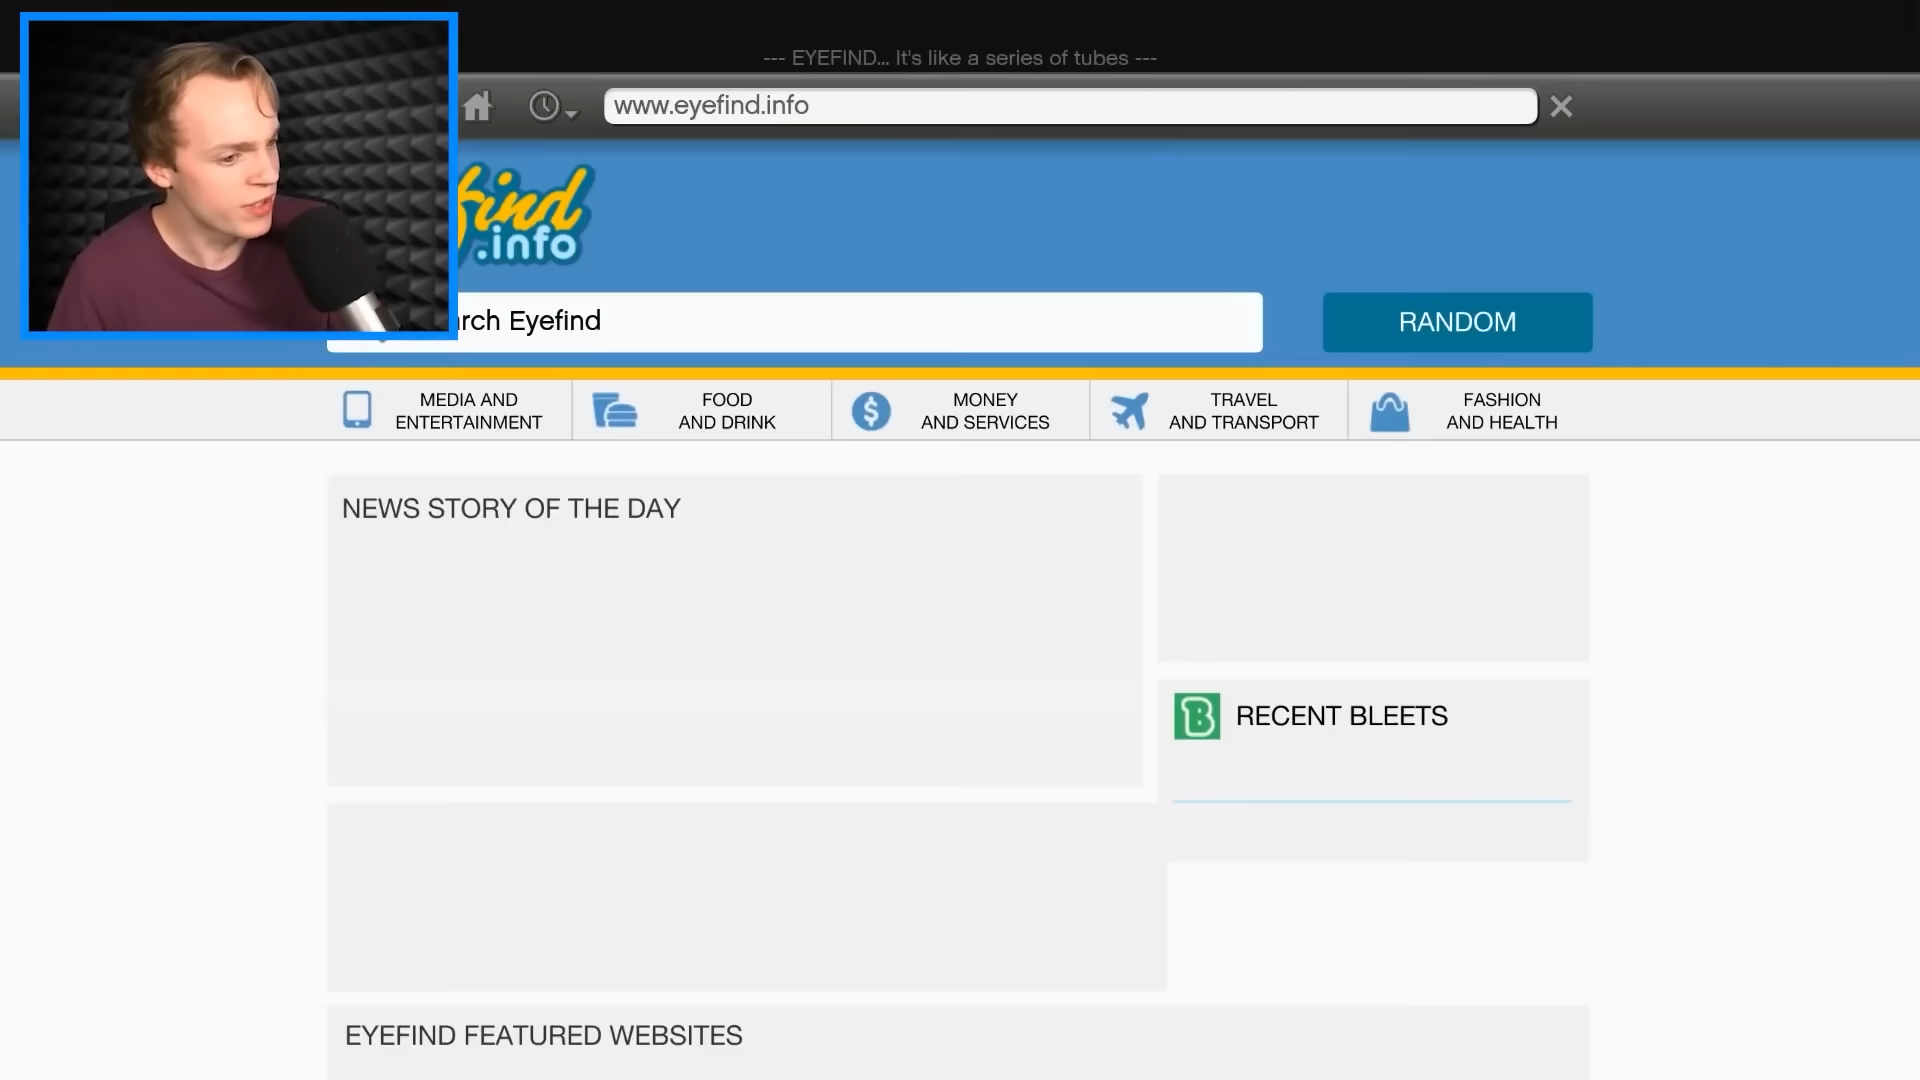 --- EYEFIND... It's like a series of tubes ---
www.eyefind.info
find
.info
rch Eyefind
RANDOM
MEDIA AND
ENTERTAINMENT
FOOD
AND DRINK
MONEY
AND SERVICES
TRAVEL
AND TRANSPORT
FASHION
AND HEALTH
NEWS STORY OF THE DAY
RECENT BLEETS
EYEFIND FEATURED WEBSITES